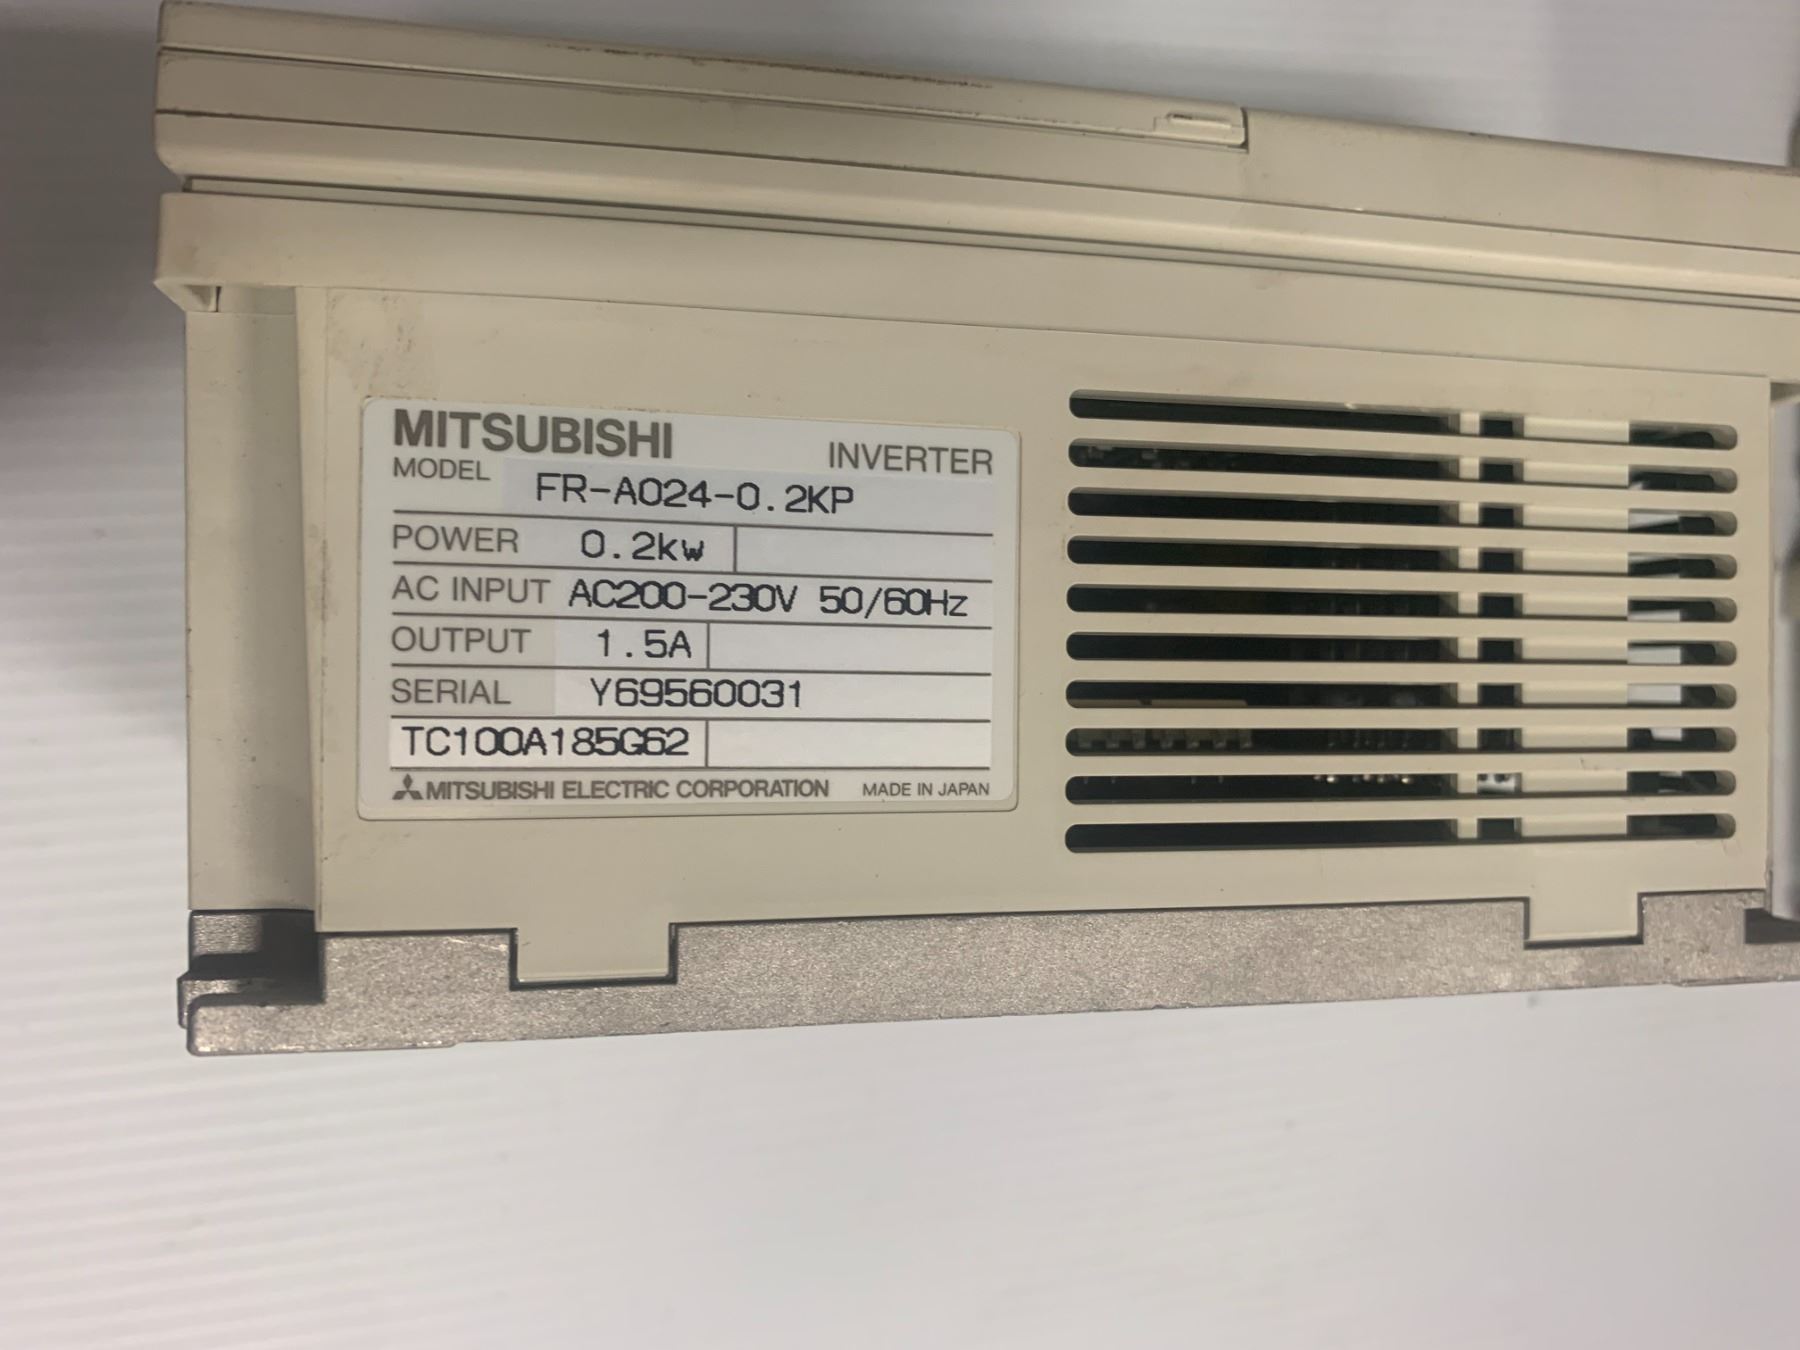 MITSUBISHI INVERTER
MODEL FR-A024-0.2KP
POWER 0.2kW
AC INPUT AC200-230V 50/60Hz
OUTPUT 1.5A
SERIAL Y69560031
TC100A185G62
MITSUBISHI ELECTRIC CORPORATION MADE IN JAPAN